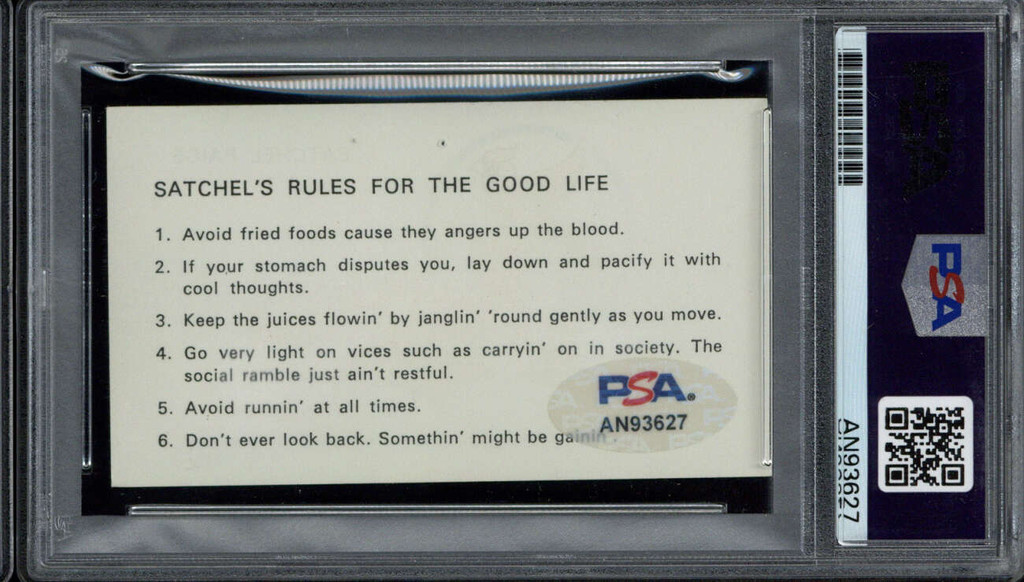 SATCHEL'S RULES FOR THE GOOD LIFE
1. Avoid fried foods cause they angers up the blood.
2. If your stomach disputes you, lay down and pacify it with
cool thoughts.
3. Keep the juices flowin' by janglin' 'round gently as you move.
4. Go very light on vices such as carryin' on in society. The
social ramble just ain't restful.
5. Avoid runnin' at all times.
6. Don't ever look back. Somethin' might be gainin
PSA®
AN93627
PSA
PSA
AN93627